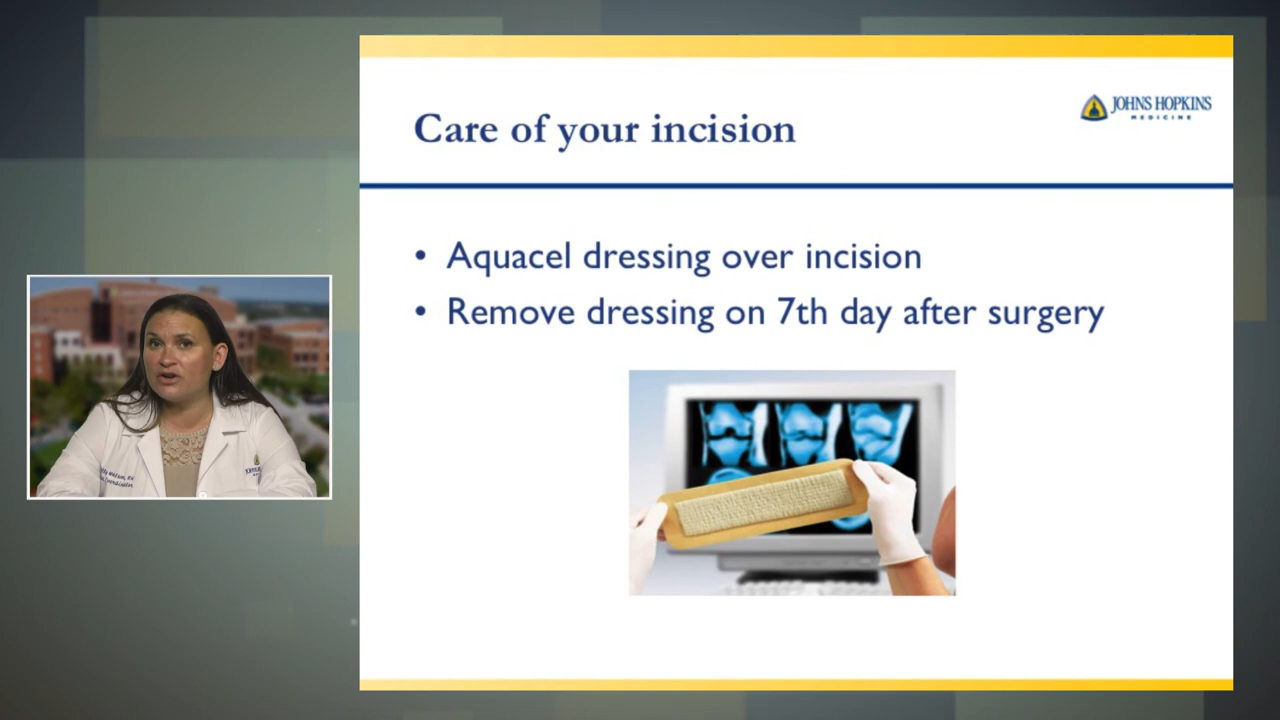 Care of your incision
JOHNS HOPKINS
MEDICINE
• Aquacel dressing over incision
• Remove dressing on 7th day after surgery